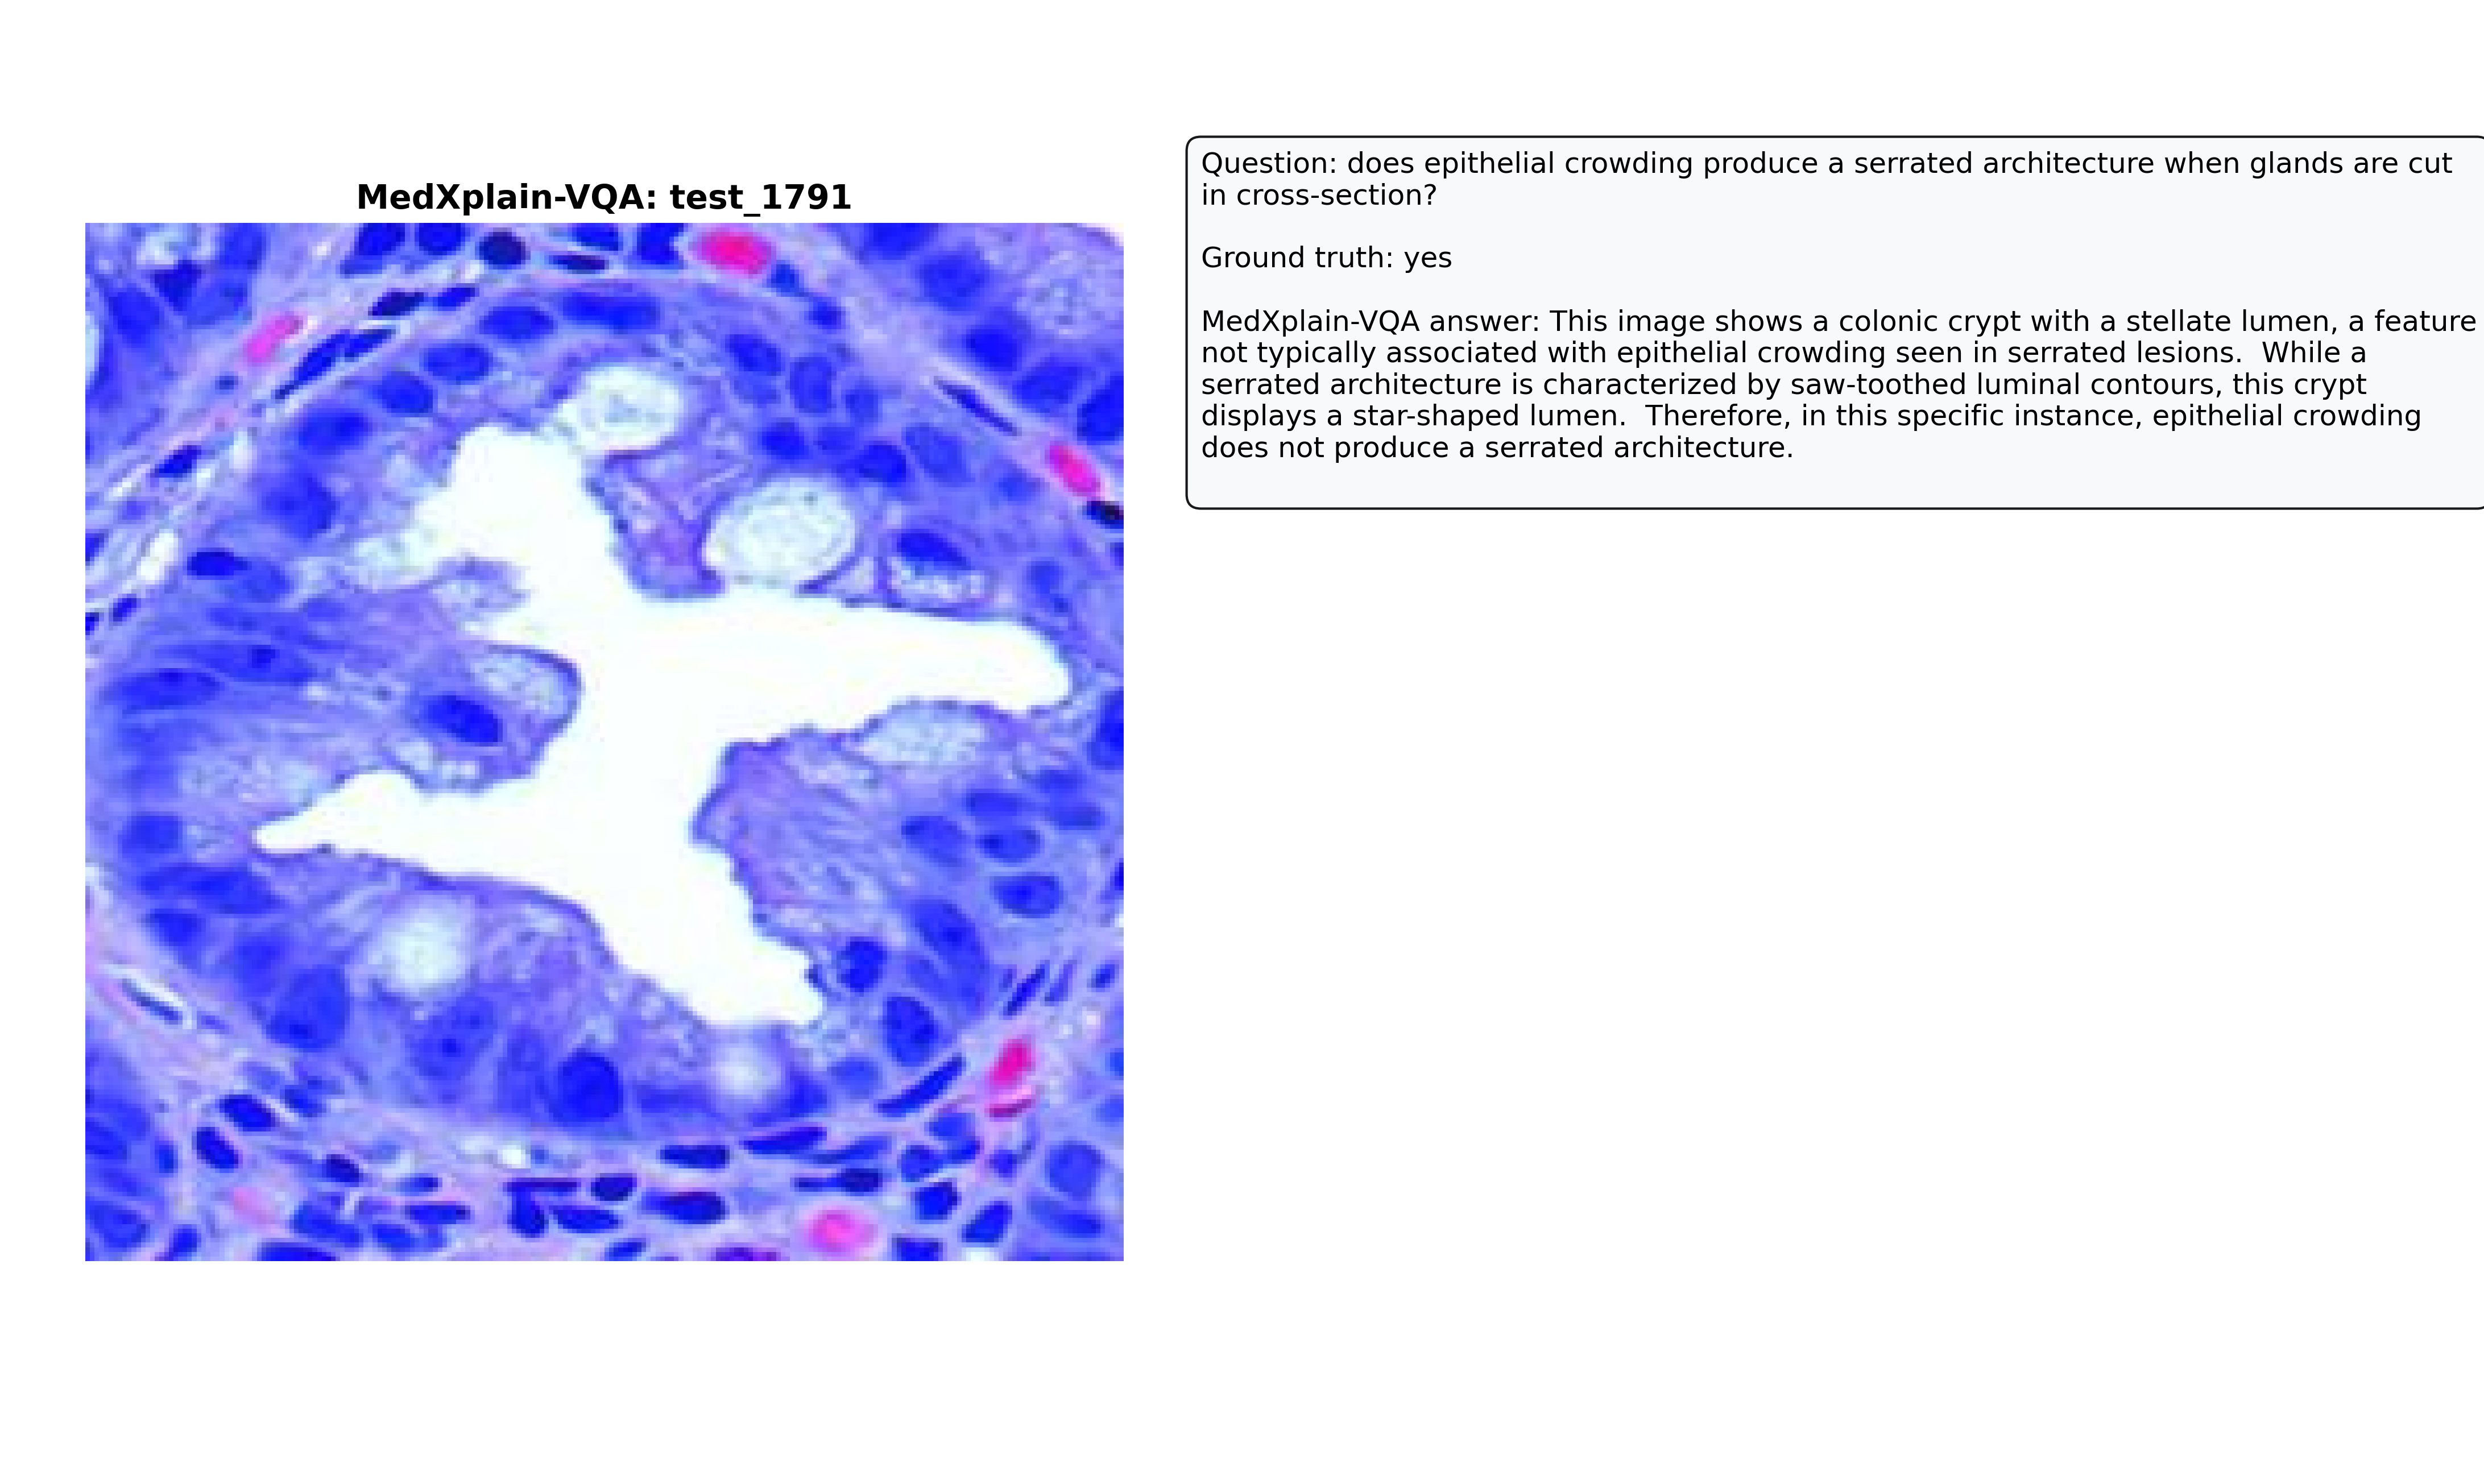 MedXplain-VQA: test_1791
Question: does epithelial crowding produce a serrated architecture when glands are cut
in cross-section?
Ground truth: yes
MedXplain-VQA answer: This image shows a colonic crypt with a stellate lumen, a feature
not typically associated with epithelial crowding seen in serrated lesions.  While a
serrated architecture is characterized by saw-toothed luminal contours, this crypt
displays a star-shaped lumen.  Therefore, in this specific instance, epithelial crowding
does not produce a serrated architecture.